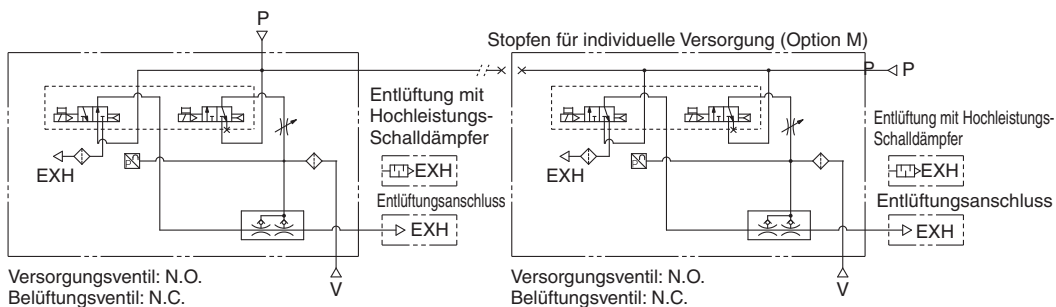 P
Stopfen für individuelle Versorgung (Option M)
P
P
Entlüftung mit
Hochleistungs-
Schalldämpfer
EXH
EXH
Entlüftungsanschluss
EXH
V
Versorgungsventil: N.O.
Belüftungsventil: N.C.
Entlüftung mit Hochleistungs-
Schalldämpfer
EXH
EXH
Entlüftungsanschluss
EXH
V
Versorgungsventil: N.O.
Belüftungsventil: N.C.